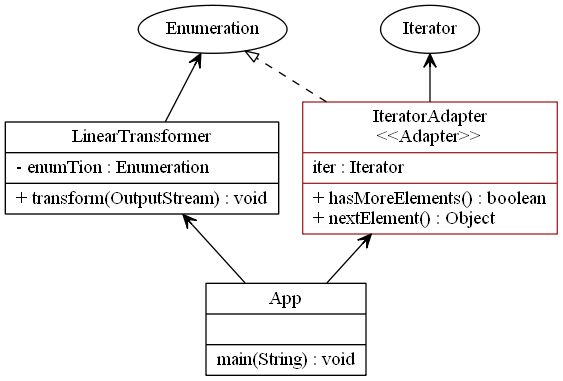 Enumeration
Iterator
LinearTransformer
- enumTion : Enumeration
+ transform(OutputStream) : void
IteratorAdapter
<<Adapter>>
iter : Iterator
+ hasMoreElements() : boolean
+ nextElement() : Object
App
main(String) : void